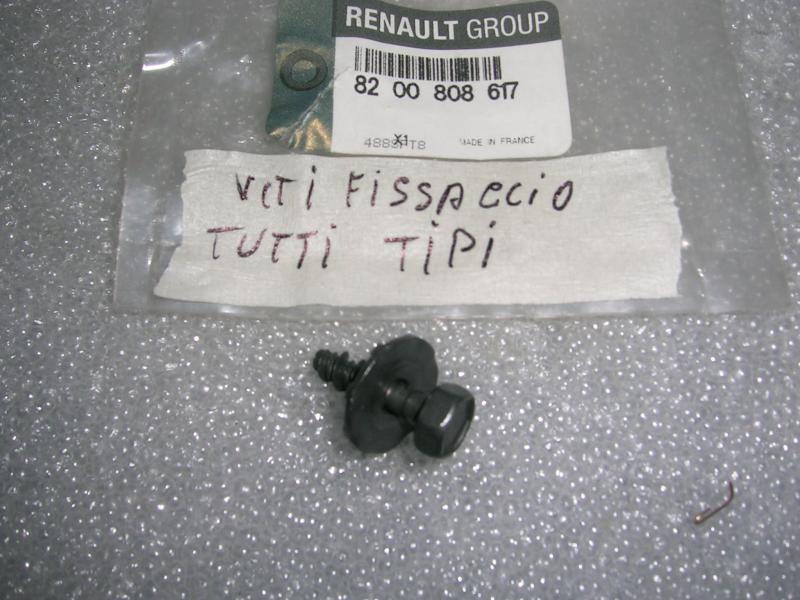 RENAULT GROUP
82 00 808 617
X1
MADE IN FRANCE
VITI FISSACCIO
TUTTI TIPI